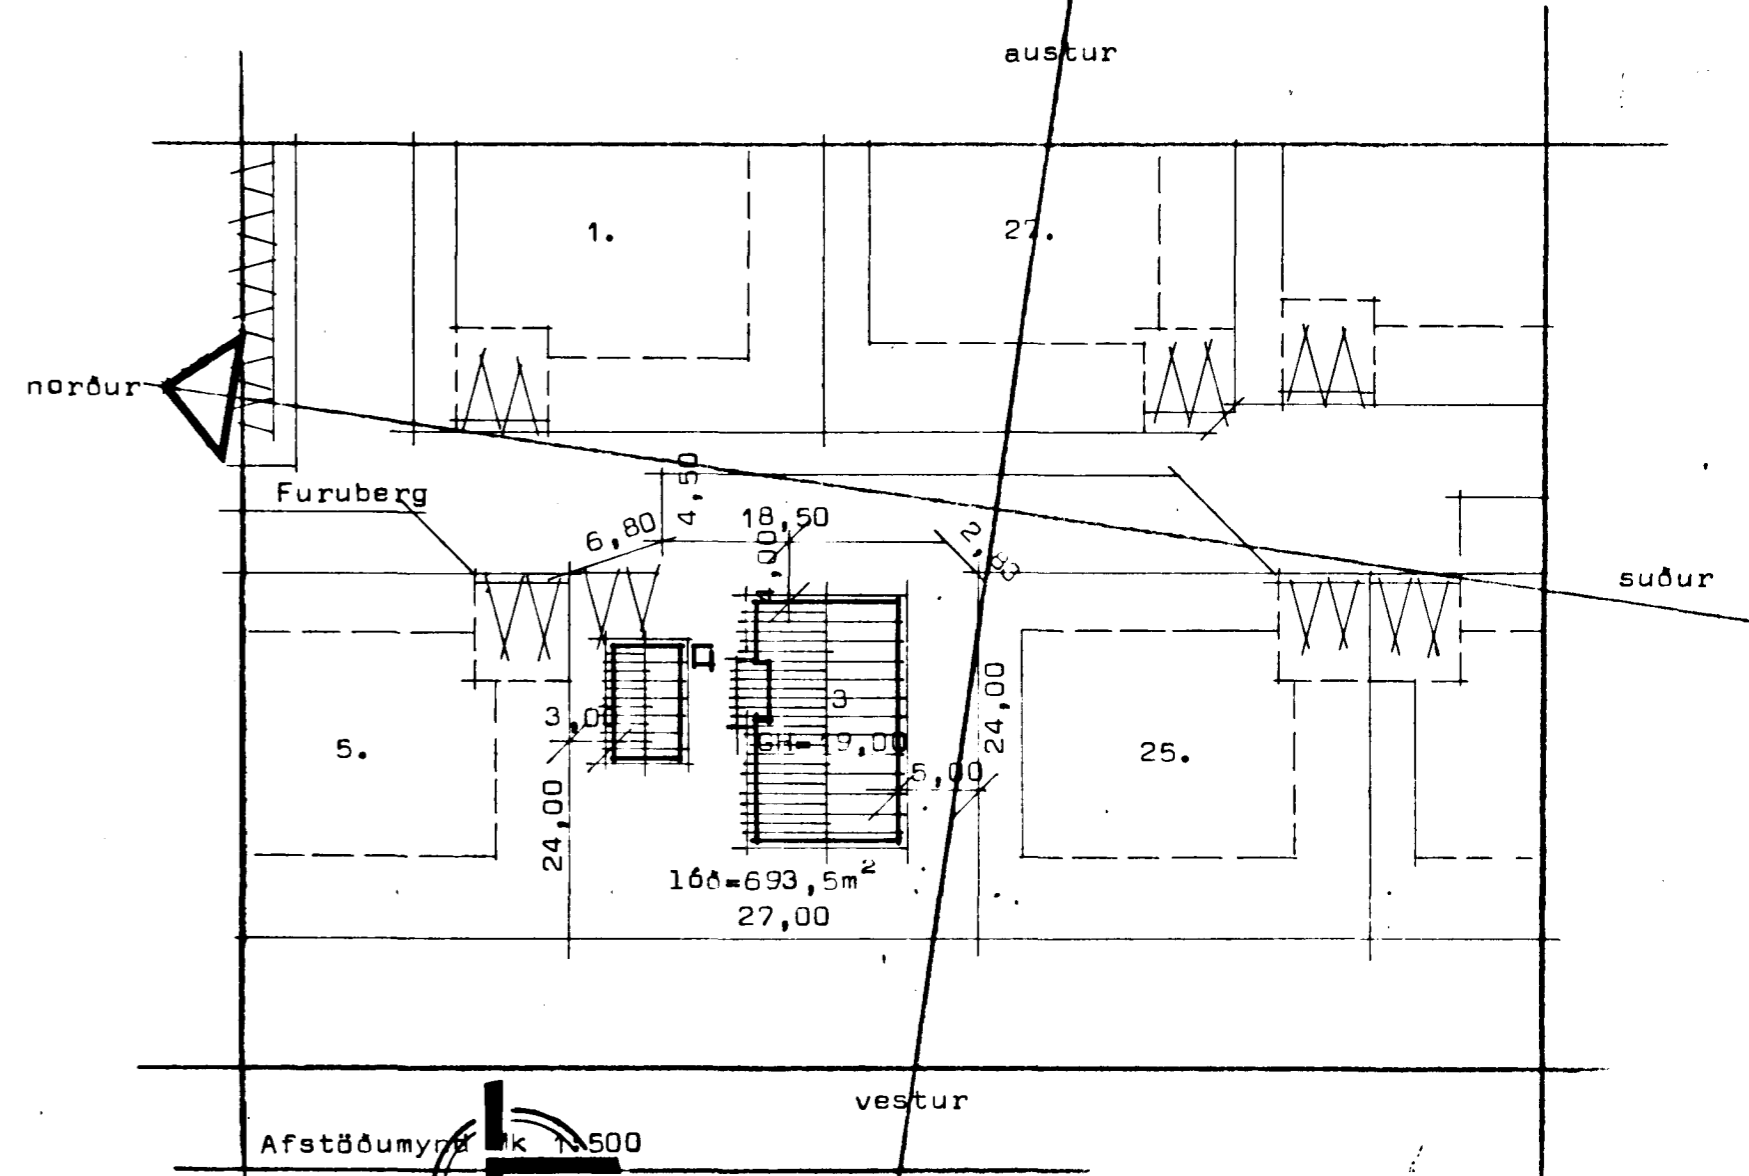 austur
1.
27.
norður
Furuberg
4,50
6,80
18,50
4,00
2,83
suður
3
3,00
24,00
GH=19,00
5,00
5.
25.
24,00
lóð=693,5m²
27,00
vestur
Afstöðumynd mk 1:500